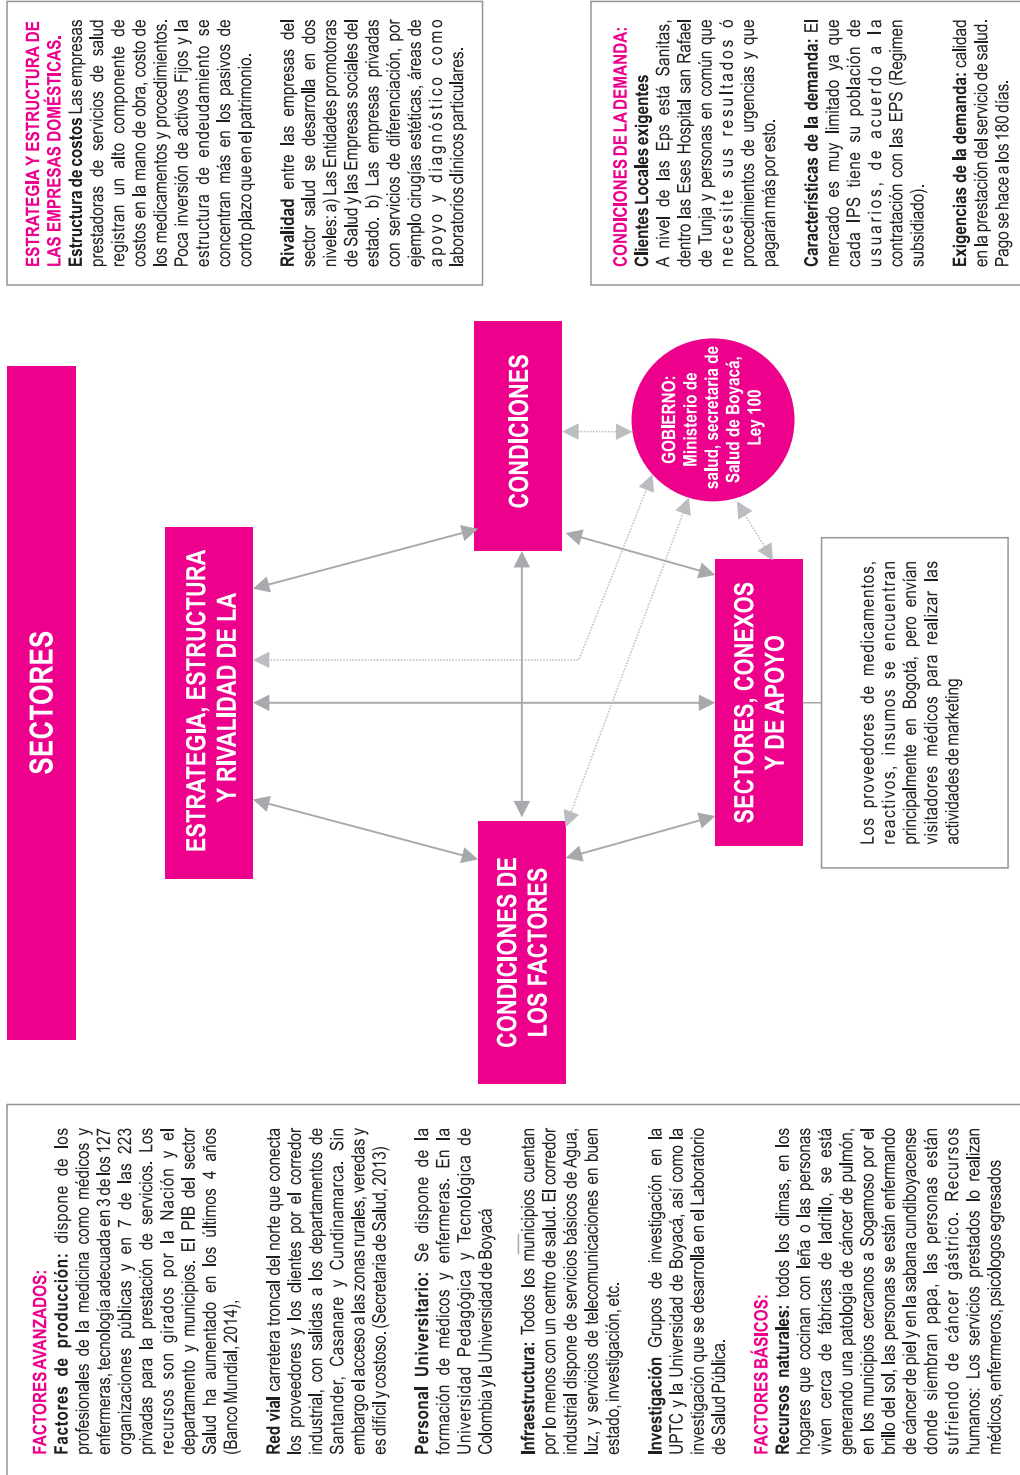 SECTORES
FACTORES AVANZADOS:
Factores de producción: dispone de los
profesionales de la medicina como médicos y
enfermeras, tecnología adecuada en 3 de los 127
organizaciones públicas y en 7 de las 223
privadas para la prestación de servicios. Los
recursos son girados por la Nación y el
departamento y municipios. El PIB del sector
Salud ha aumentado en los últimos 4 años
(Banco Mundial, 2014),
Red vial carretera troncal del norte que conecta
los proveedores y los clientes por el corredor
industrial, con salidas a los departamentos de
Santander, Casanare y Cundinamarca. Sin
embargo el acceso a las zonas rurales, veredas y
es difícil y costoso. (Secretaria de Salud, 2013)
Personal Universitario: Se dispone de la
formación de médicos y enfermeras. En la
Universidad Pedagógica y Tecnológica de
Colombia y la Universidad de Boyacá
Infraestructura: Todos los municipios cuentan
por lo menos con un centro de salud. El corredor
industrial dispone de servicios básicos de Agua,
luz, y servicios de telecomunicaciones en buen
estado, investigación, etc.
Investigación Grupos de investigación en la
UPTC y la Universidad de Boyacá, así como la
investigación que se desarrolla en el Laboratorio
de Salud Pública.
FACTORES BÁSICOS:
Recursos naturales: todos los climas, en los
hogares que cocinan con leña o las personas
viven cerca de fábricas de ladrillo, se está
generando una patología de cáncer de pulmón,
en los municipios cercanos a Sogamoso por el
brillo del sol, las personas se están enfermando
de cáncer de piel y en la sabana cundiboyacense
donde siembran papa, las personas están
sufriendo de cáncer gástrico. Recursos
humanos: Los servicios prestados lo realizan
médicos, enfermeros, psicólogos egresados
ESTRATEGIA, ESTRUCTURA
Y RIVALIDAD DE LA
CONDICIONES DE
LOS FACTORES
CONDICIONES
SECTORES, CONEXOS
Y DE APOYO
GOBIERNO:
Ministerio de
salud, secretaria de
Salud de Boyacá,
Ley 100
Los proveedores de medicamentos,
reactivos, insumos se encuentran
principalmente en Bogotá, pero envían
visitadores médicos para realizar las
actividades de marketing
ESTRATEGIA Y ESTRUCTURA DE
LAS EMPRESAS DOMÉSTICAS.
Estructura de costos Las empresas
prestadoras de servicios de salud
registran un alto componente de
costos en la mano de obra, costo de
los medicamentos y procedimientos.
Poca inversión de activos Fijos y la
estructura de endeudamiento se
concentran más en los pasivos de
corto plazo que en el patrimonio.
Rivalidad entre las empresas del
sector salud se desarrolla en dos
niveles: a) Las Entidades promotoras
de Salud y las Empresas sociales del
estado. b) Las empresas privadas
con servicios de diferenciación, por
ejemplo cirugías estéticas, áreas de
apoyo y diagnóstico como
laboratorios clínicos particulares.
CONDICIONES DE LA DEMANDA:
Clientes Locales exigentes
A nivel de las Eps está Sanitas,
dentro las Eses Hospital san Rafael
de Tunja y personas en común que
necesite sus resultados ó
procedimientos de urgencias y que
pagarán más por esto.
Características de la demanda: El
mercado es muy limitado ya que
cada IPS tiene su población de
usuarios, de acuerdo a la
contratación con las EPS (Regimen
subsidiado).
Exigencias de la demanda: calidad
en la prestación del servicio de salud.
Pago se hace a los 180 días.